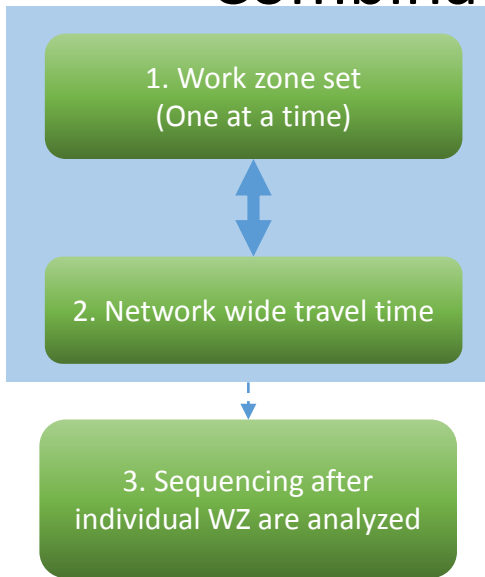 1. Work zone set
(One at a time)
2. Network wide travel time
3. Sequencing after
individual WZ are analyzed